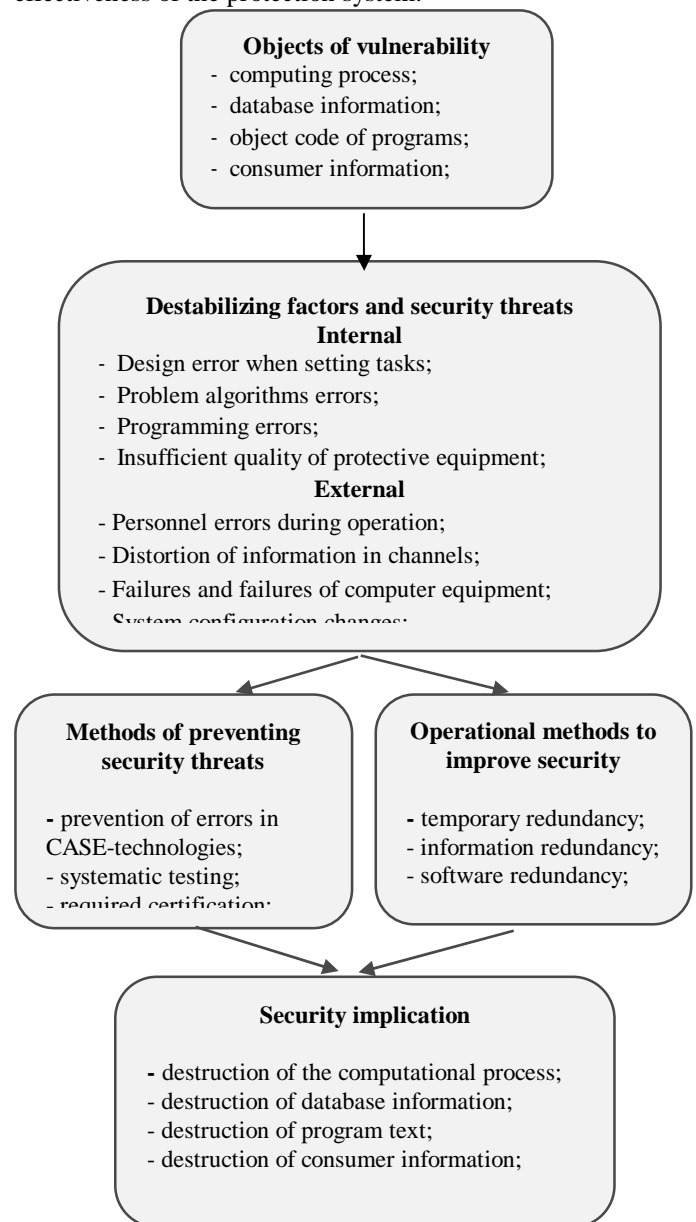 effectiveness of the protection system.
Objects of vulnerability
- computing process;
- database information;
- object code of programs;
- consumer information;
Destabilizing factors and security threats
Internal
- Design error when setting tasks;
- Problem algorithms errors;
- Programming errors;
- Insufficient quality of protective equipment;
External
- Personnel errors during operation;
- Distortion of information in channels;
- Failures and failures of computer equipment;
System configuration changes;
Methods of preventing
security threats
- prevention of errors in
CASE-technologies;
- systematic testing;
- required certification;
Operational methods to
improve security
- temporary redundancy;
- information redundancy;
- software redundancy;
Security implication
- destruction of the computational process;
- destruction of database information;
- destruction of program text;
- destruction of consumer information;